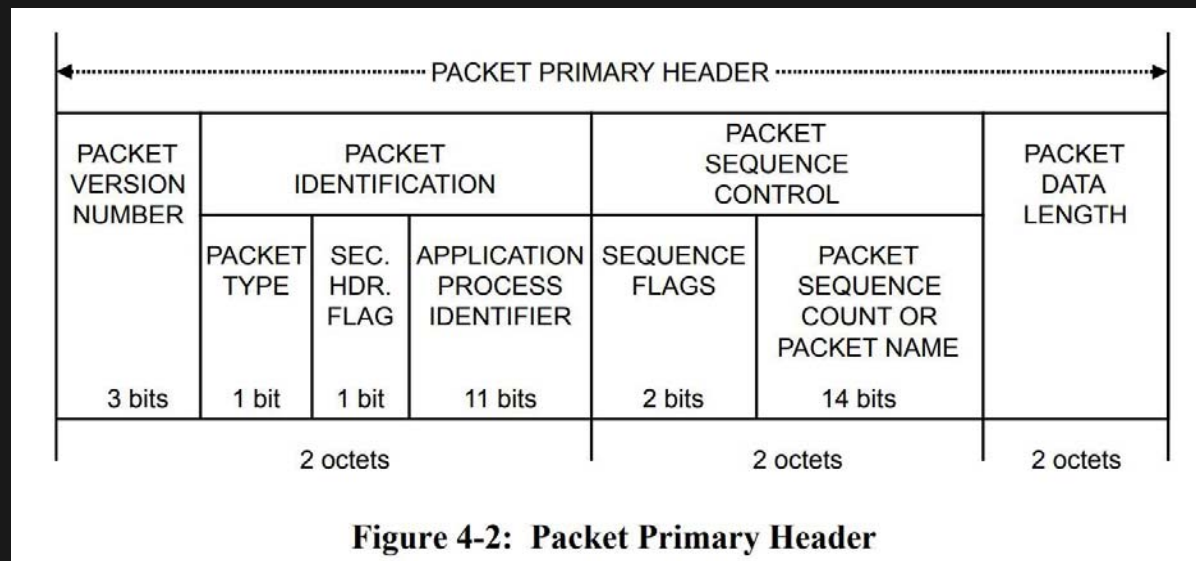 PACKET PRIMARY HEADER
PACKET
VERSION
NUMBER
3 bits
PACKET
IDENTIFICATION
PACKET
TYPE
1 bit
SEC.
HDR.
FLAG
1 bit
APPLICATION
PROCESS
IDENTIFIER
11 bits
PACKET
SEQUENCE
CONTROL
SEQUENCE
FLAGS
2 bits
PACKET
SEQUENCE
COUNT OR
PACKET NAME
14 bits
PACKET
DATA
LENGTH
2 octets
2 octets
2 octets
Figure 4-2: Packet Primary Header